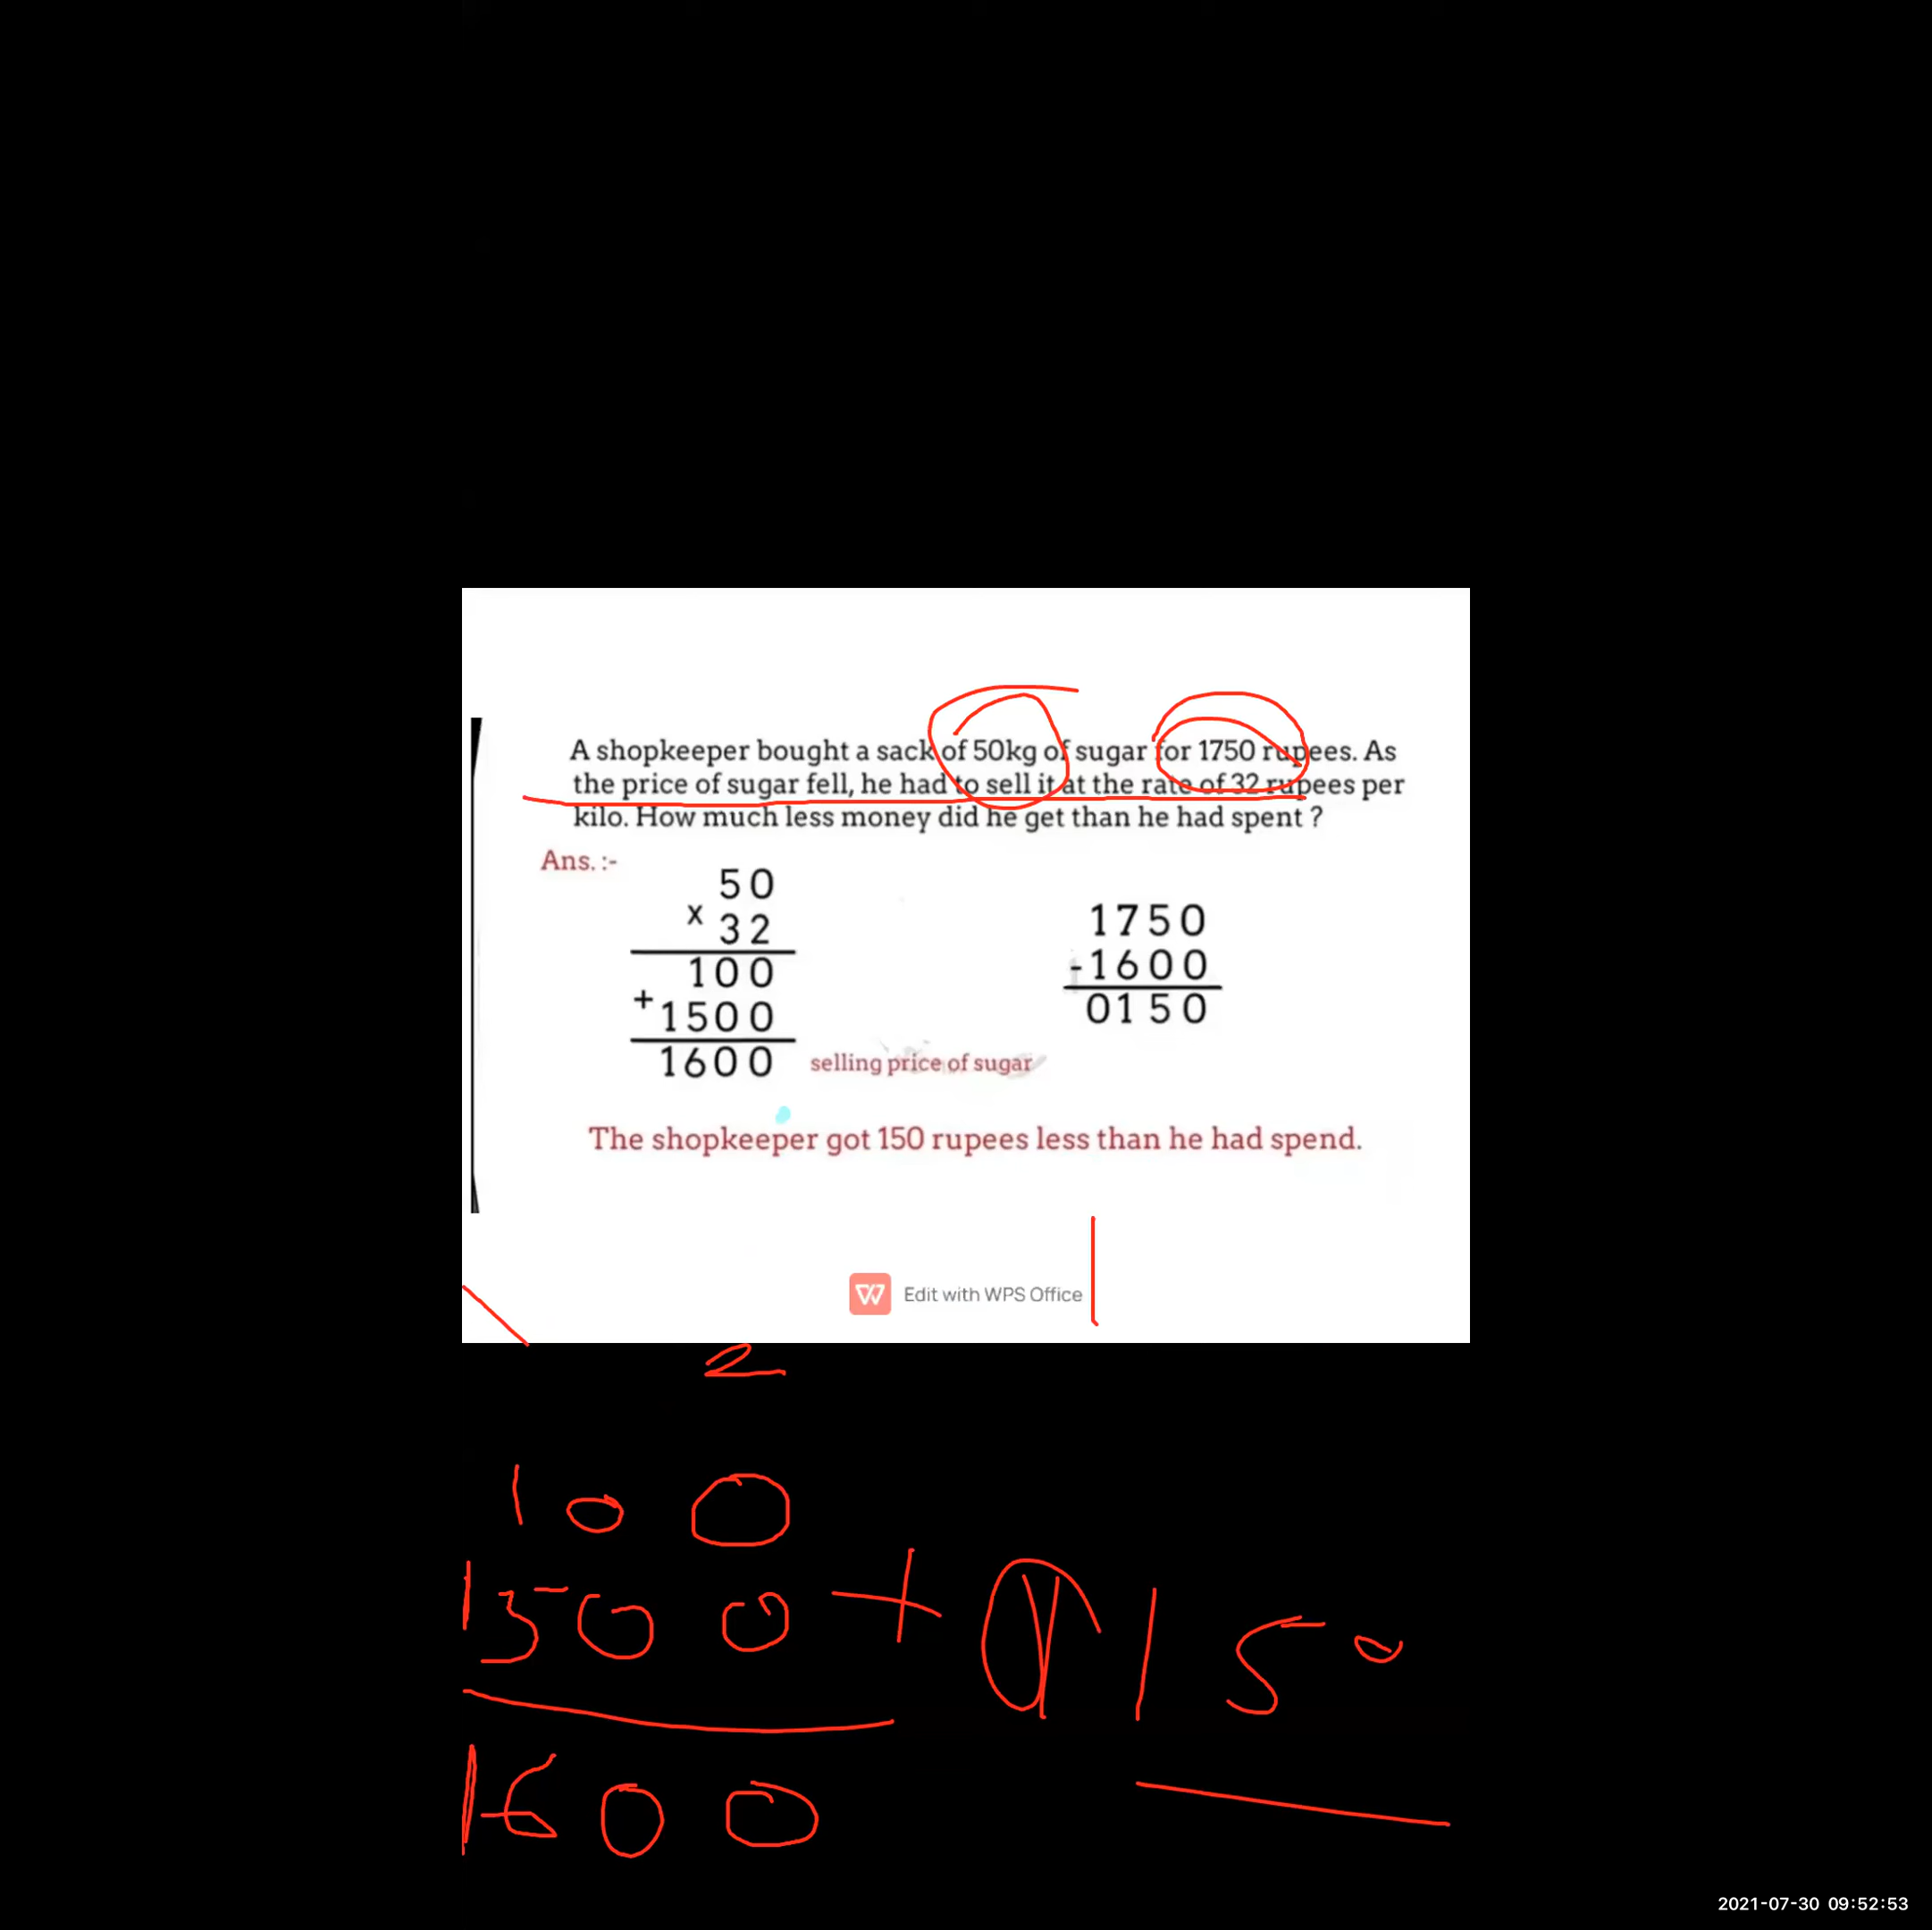 A shopkeeper bought a sack of 50kg of sugar for 1750 rupees. As
the price of sugar fell, he had to sell it at the rate of 32 rupees per
kilo. How much less money did he get than he had spent ?
Ans. :-
50
x 32
100
+1500
1600 selling price of sugar
1750
-1600
0150
The shopkeeper got 150 rupees less than he had spend.
W Edit with WPS Office
2
100
1500 +
1600
150
2021-07-30 09:52:53